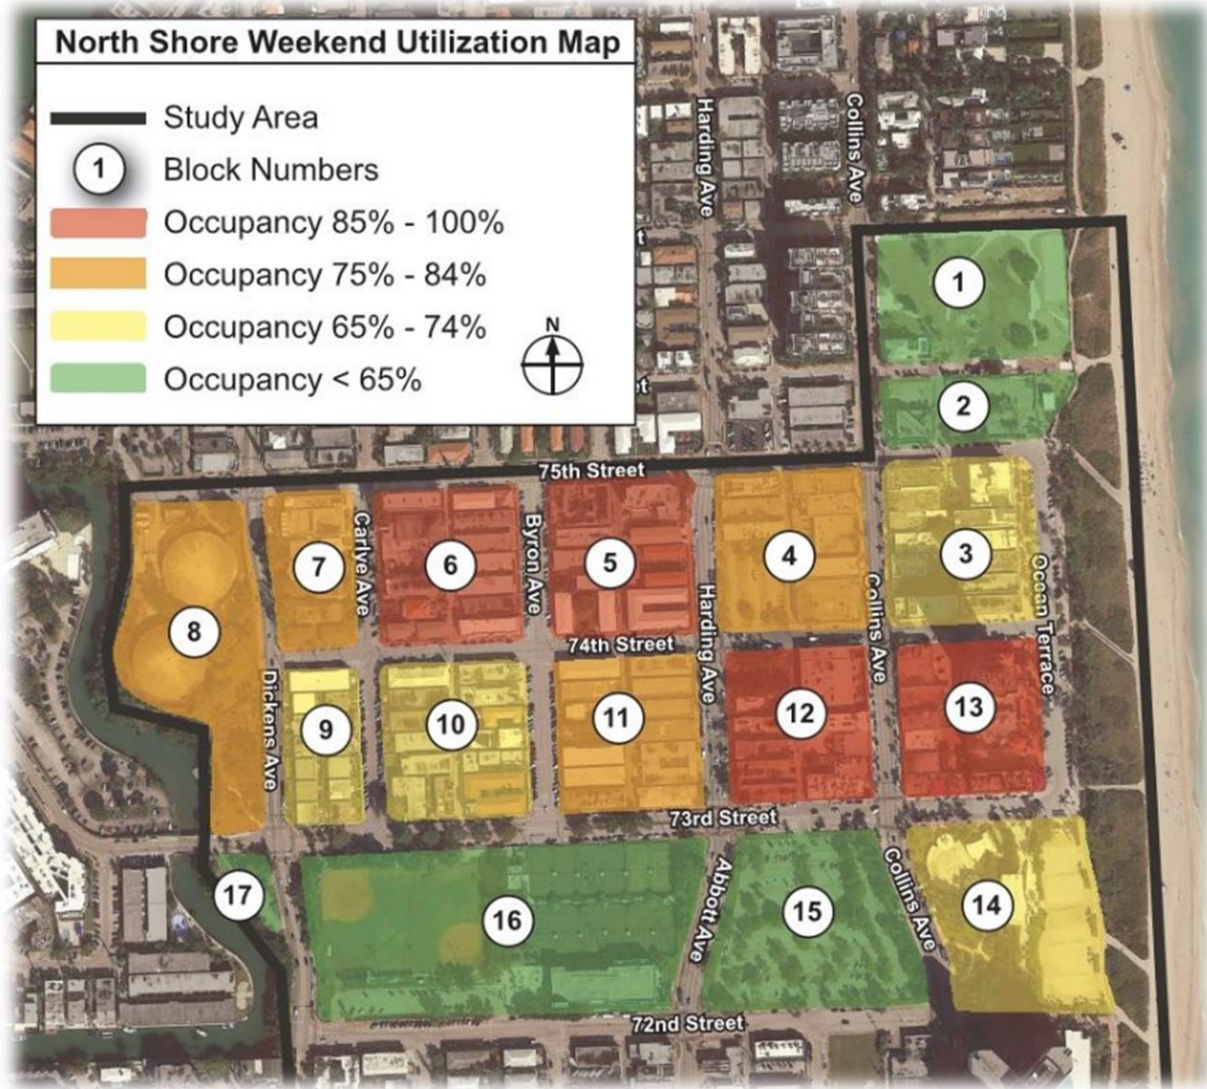 North Shore Weekend Utilization Map
Study Area
1 Block Numbers
Occupancy 85% - 100%
Occupancy 75% - 84%
Occupancy 65% - 74%
Occupancy < 65%
N
Harding Ave
Collins Ave
1
2
75th Street
Carlye Ave
Byron Ave
Harding Ave
Collins Ave
Ocean Terrace
8
7
6
5
4
3
74th Street
Dickens Ave
9
10
11
12
13
73rd Street
17
16
Abbott Ave
15
Collins Ave
14
72nd Street